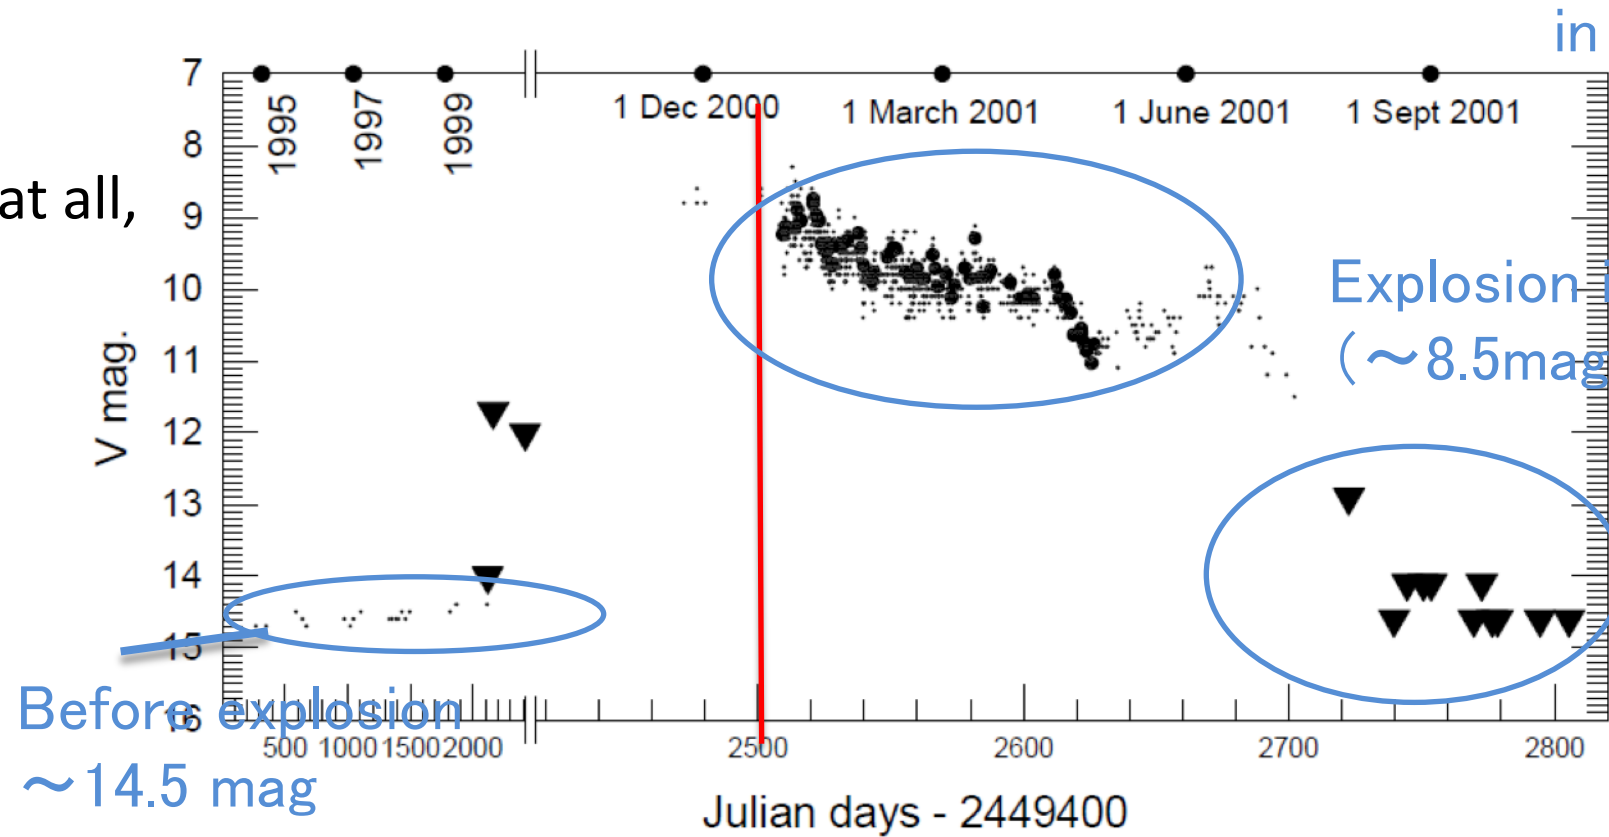 in
7
1995
1997
1999
1 Dec 2000
1 March 2001
1 June 2001
1 Sept 2001
8
at all,
9
10
Explosion i
(～8.5mag
11
V mag.
12
13
14
15
Before explosion
16
500 1000 1500 2000 2500 2600 2700 2800
～14.5 mag
Julian days - 2449400